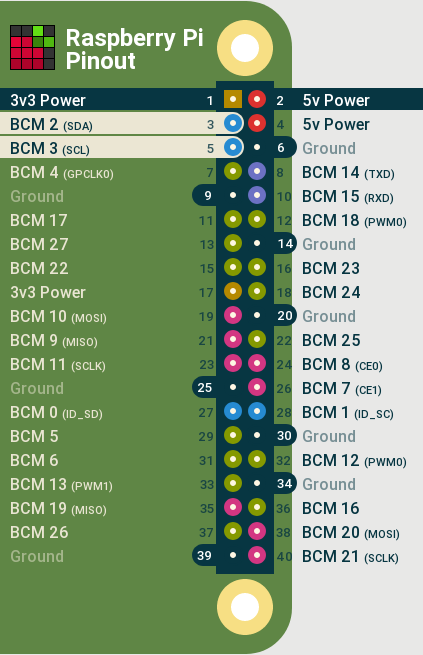 Raspberry Pi
Pinout
3v3 Power 1 2 5v Power
BCM 2 (SDA) 3 4 5v Power
BCM 3 (SCL) 5 6 Ground
BCM 4 (GPCLK0) 7 8 BCM 14 (TXD)
Ground 9 10 BCM 15 (RXD)
BCM 17 11 12 BCM 18 (PWM0)
BCM 27 13 14 Ground
BCM 22 15 16 BCM 23
3v3 Power 17 18 BCM 24
BCM 10 (MOSI) 19 20 Ground
BCM 9 (MISO) 21 22 BCM 25
BCM 11 (SCLK) 23 24 BCM 8 (CE0)
Ground 25 26 BCM 7 (CE1)
BCM 0 (ID_SD) 27 28 BCM 1 (ID_SC)
BCM 5 29 30 Ground
BCM 6 31 32 BCM 12 (PWM0)
BCM 13 (PWM1) 33 34 Ground
BCM 19 (MISO) 35 36 BCM 16
BCM 26 37 38 BCM 20 (MOSI)
Ground 39 40 BCM 21 (SCLK)